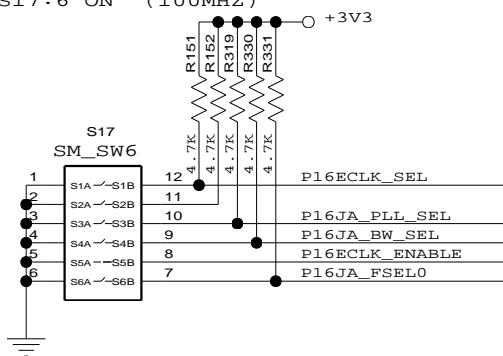 S17:6 ON (100MHZ)
+3V3
R151
R152
R319
R330
R331
4.7K
4.7K
4.7K
4.7K
4.7K
S17
SM_SW6
1 S1A S1B 12 P16ECLK_SEL
2 S2A S2B 11
3 S3A S3B 10 P16JA_PLL_SEL
4 S4A S4B 9 P16JA_BW_SEL
5 S5A S5B 8 P16ECLK_ENABLE
6 S6A S6B 7 P16JA_FSEL0